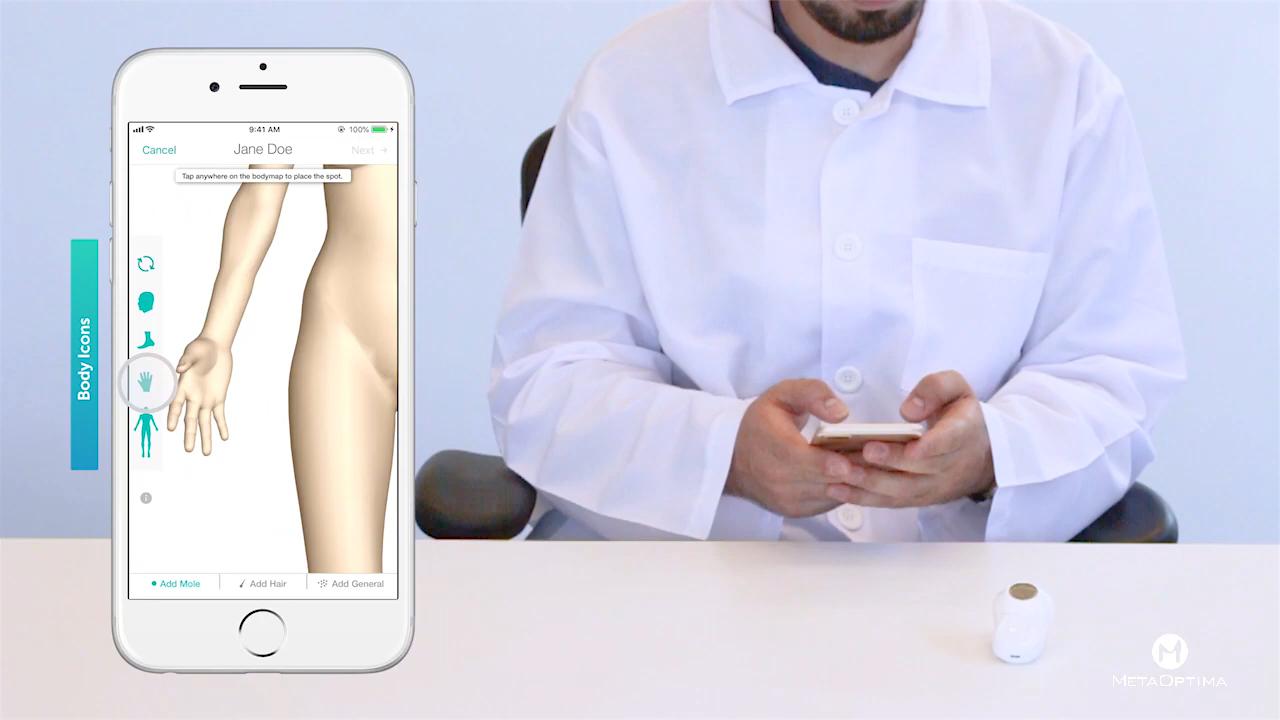 9:41 AM
100%
Cancel
Jane Doe
Next
Tap anywhere on the bodymap to place the spot.
Body Icons
Add Mole
Add Hair
Add General
METAOPTIMA